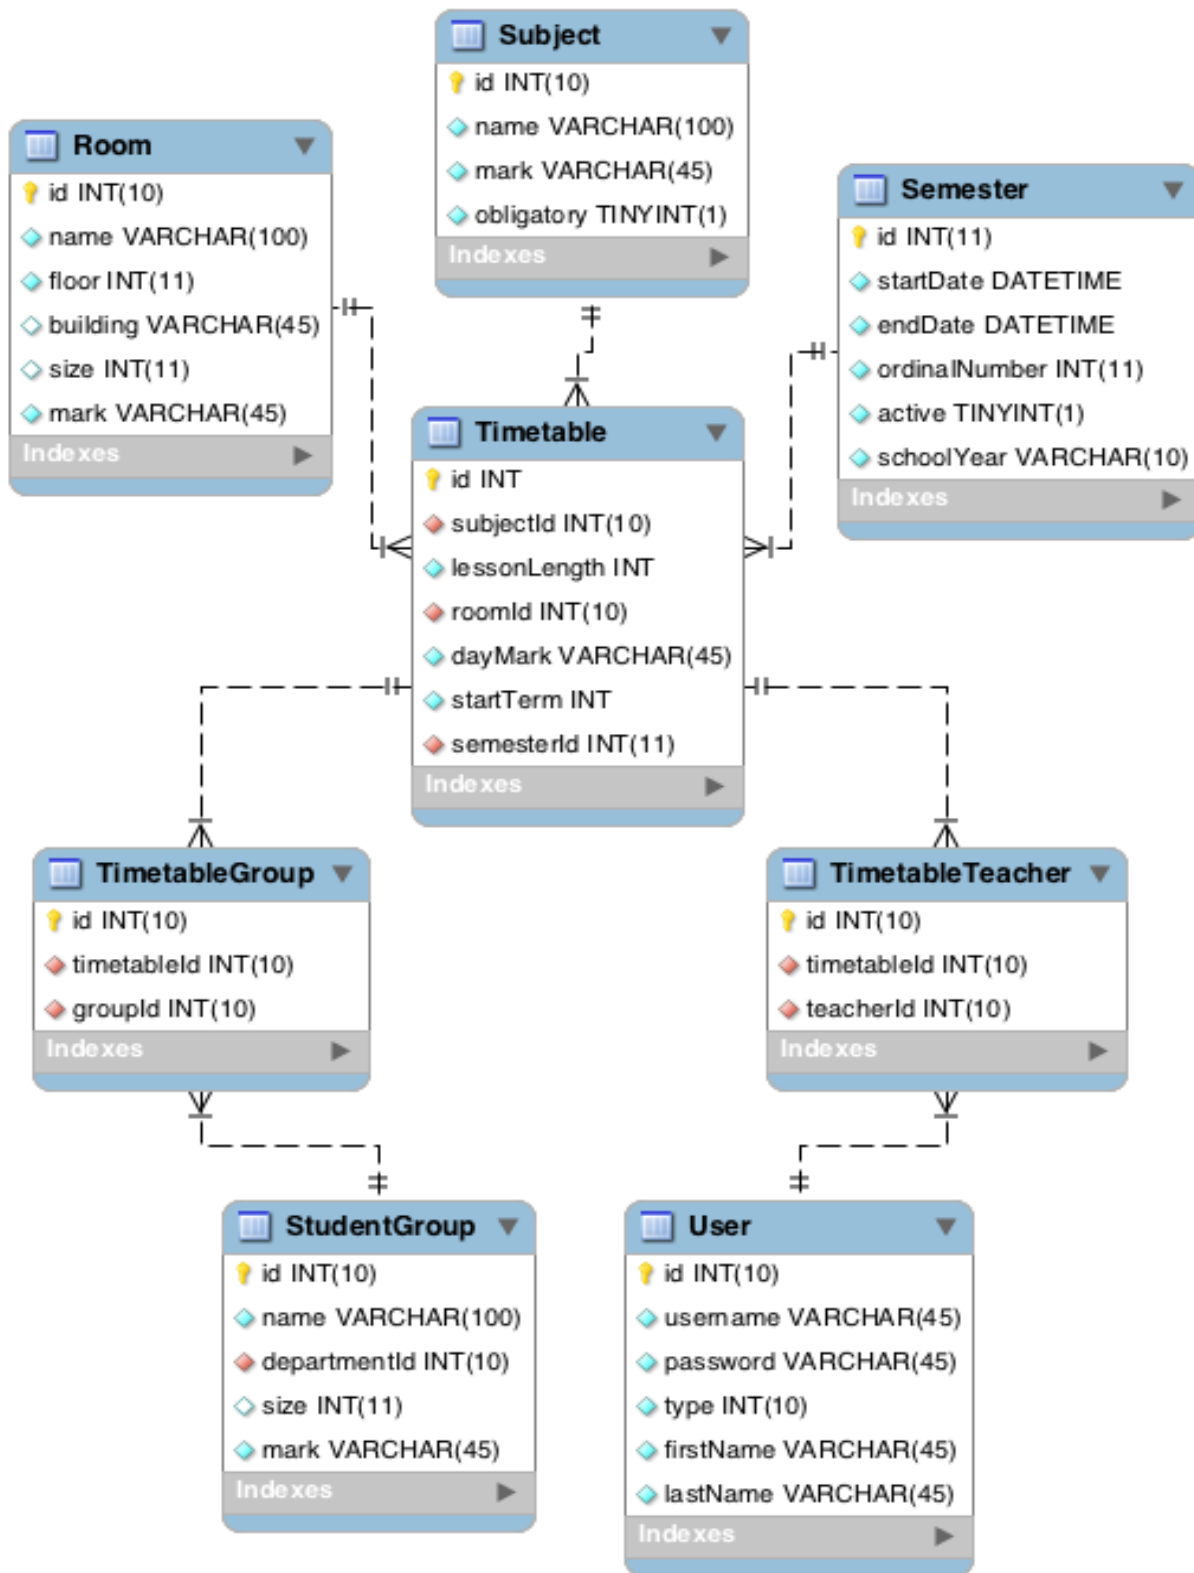 Subject
id INT(10)
name VARCHAR(100)
mark VARCHAR(45)
obligatory TINYINT(1)
Indexes
Room
id INT(10)
name VARCHAR(100)
floor INT(11)
building VARCHAR(45)
size INT(11)
mark VARCHAR(45)
Indexes
Semester
id INT(11)
startDate DATETIME
endDate DATETIME
ordinalNumber INT(11)
active TINYINT(1)
schoolYear VARCHAR(10)
Indexes
Timetable
id INT
subjectId INT(10)
lessonLength INT
roomId INT(10)
dayMark VARCHAR(45)
startTerm INT
semesterId INT(11)
Indexes
TimetableGroup
id INT(10)
timetableId INT(10)
groupId INT(10)
Indexes
TimetableTeacher
id INT(10)
timetableId INT(10)
teacherId INT(10)
Indexes
StudentGroup
id INT(10)
name VARCHAR(100)
departmentId INT(10)
size INT(11)
mark VARCHAR(45)
Indexes
User
id INT(10)
username VARCHAR(45)
password VARCHAR(45)
type INT(10)
firstName VARCHAR(45)
lastName VARCHAR(45)
Indexes